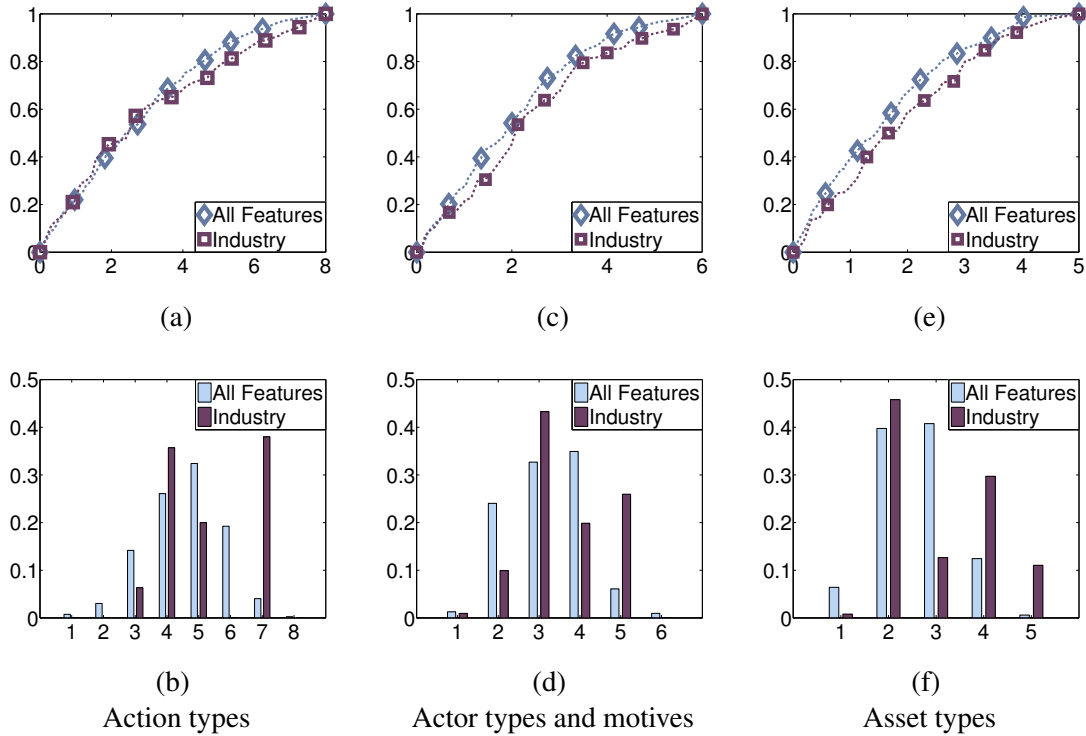 1
0.8
0.6
0.4
0.2
0
0 2 4 6 8
All Features
Industry
(a)
1
0.8
0.6
0.4
0.2
0
0 2 4 6
All Features
Industry
(c)
1
0.8
0.6
0.4
0.2
0
0 1 2 3 4 5
All Features
Industry
(e)
0.5
0.4
0.3
0.2
0.1
0
1 2 3 4 5 6 7 8
All Features
Industry
(b)
Action types
0.5
0.4
0.3
0.2
0.1
0
1 2 3 4 5 6
All Features
Industry
(d)
Actor types and motives
0.5
0.4
0.3
0.2
0.1
0
1 2 3 4 5
All Features
Industry
(f)
Asset types